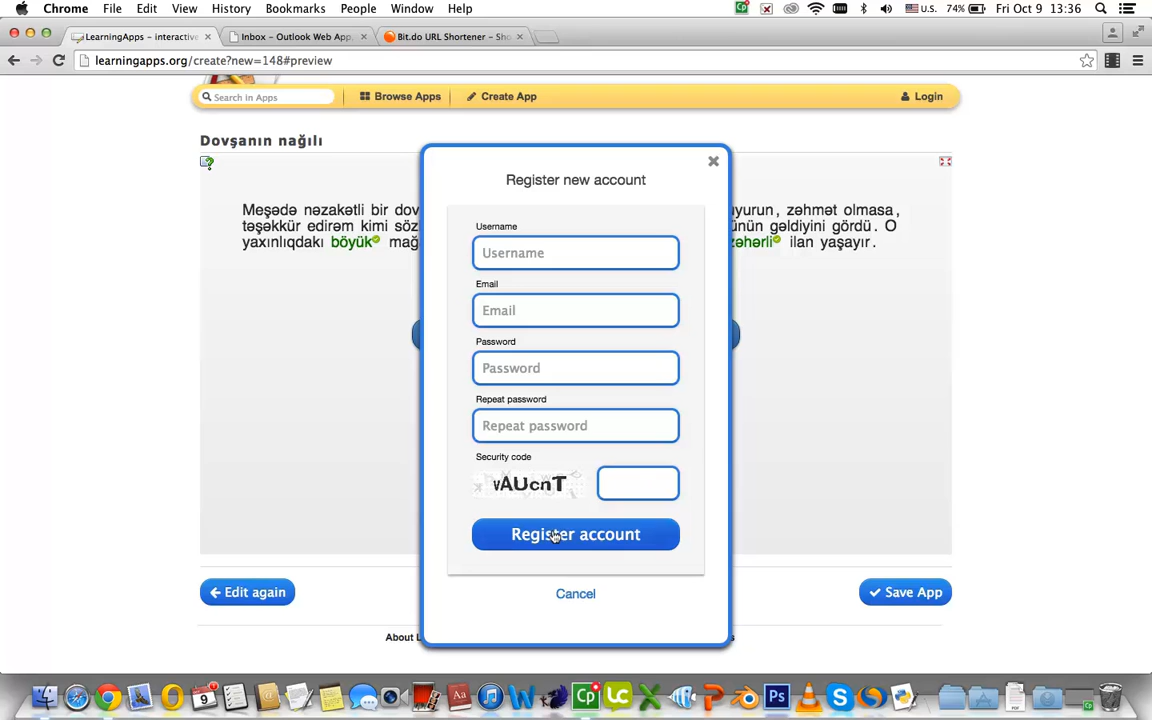 Chrome File Edit View History Bookmarks People Window Help U.S. 74% Fri Oct 9 13:36
LearningApps - interactive Inbox - Outlook Web App, Bit.do URL Shortener - Sho
learningapps.org/create?new=148#preview
Search in Apps Browse Apps Create App Login
Dovşanın nağılı
Register new account
Meşədə nəzakətli bir dov uyurun, zəhmət olmasa,
təşəkkür edirəm kimi söz ünün gəldiyini gördü. O
yaxınlıqdakı böyük mağ zəhərli ilan yaşayır.
Username
Username
Email
Email
Password
Password
Repeat password
Repeat password
Security code
AUcnT
Register account
Cancel
Edit again Save App
About L s